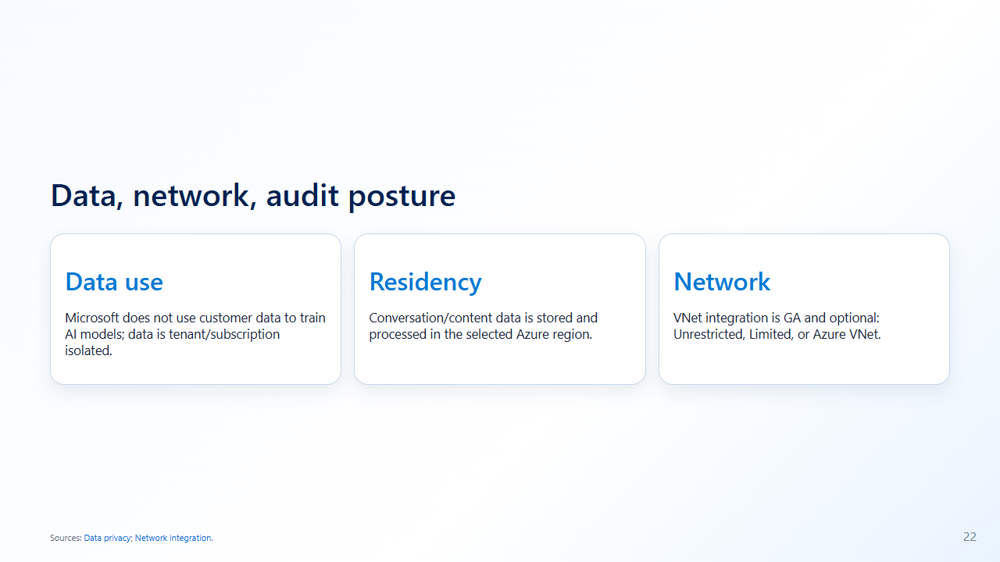 Data, network, audit posture
Data use
Microsoft does not use customer data to train
AI models; data is tenant/subscription
isolated.
Residency
Conversation/content data is stored and
processed in the selected Azure region.
Network
VNet integration is GA and optional:
Unrestricted, Limited, or Azure VNet.
Sources: Data privacy; Network integration.
22